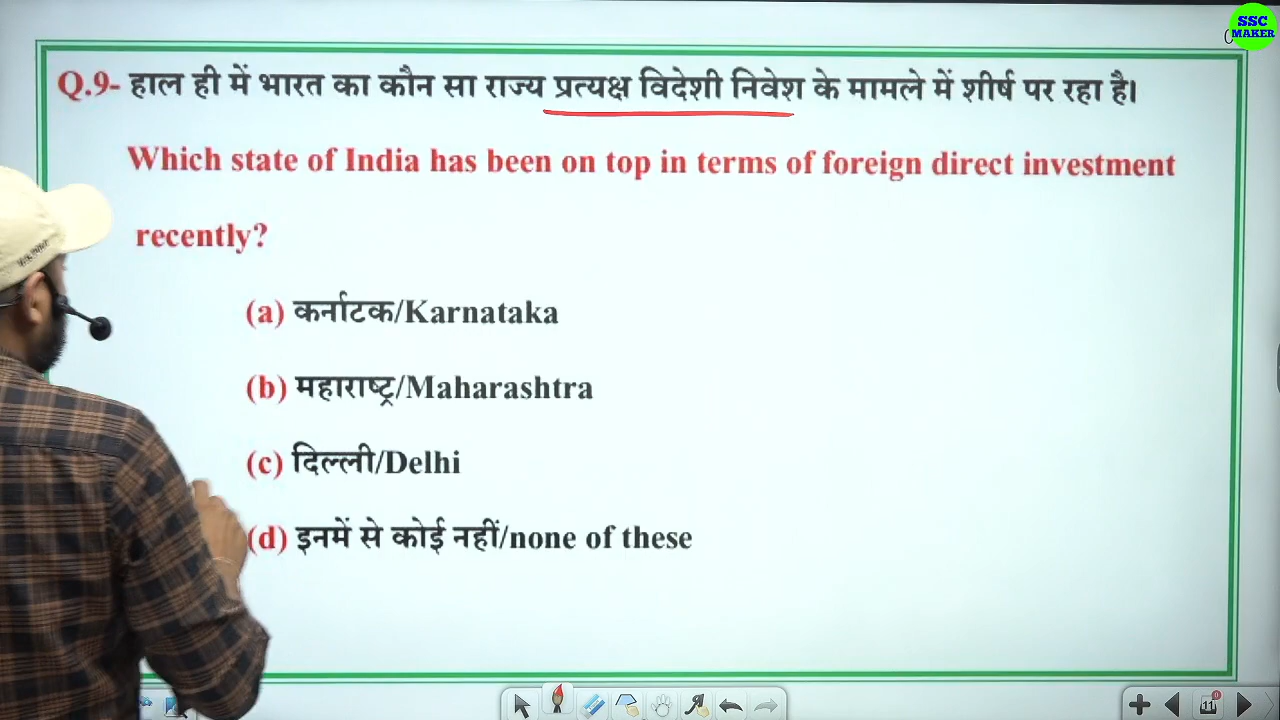 SSC
MAKER
Q.9- हाल ही में भारत का कौन सा राज्य प्रत्यक्ष विदेशी निवेश के मामले में शीर्ष पर रहा है।
Which state of India has been on top in terms of foreign direct investment
recently?
(a) कर्नाटक/Karnataka
(b) महाराष्ट्र/Maharashtra
(c) दिल्ली/Delhi
(d) इनमें से कोई नहीं/none of these
11